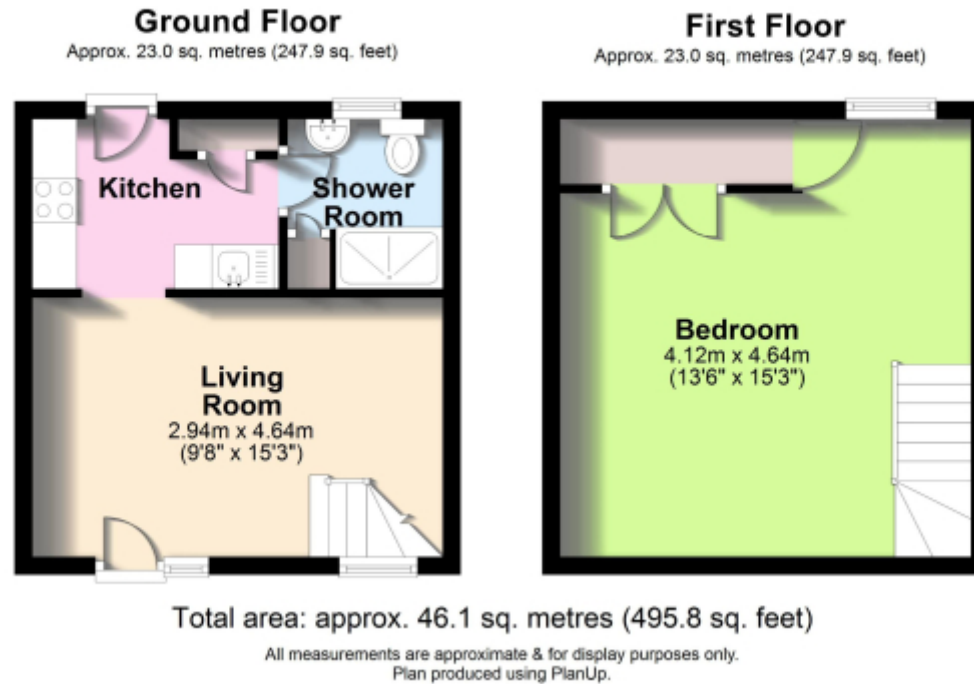 Ground Floor
Approx. 23.0 sq. metres (247.9 sq. feet)
Kitchen
Shower
Room
Living
Room
2.94m x 4.64m
(9'8" x 15'3")
First Floor
Approx. 23.0 sq. metres (247.9 sq. feet)
Bedroom
4.12m x 4.64m
(13'6" x 15'3")
Total area: approx. 46.1 sq. metres (495.8 sq. feet)
All measurements are approximate & for display purposes only.
Plan produced using PlanUp.